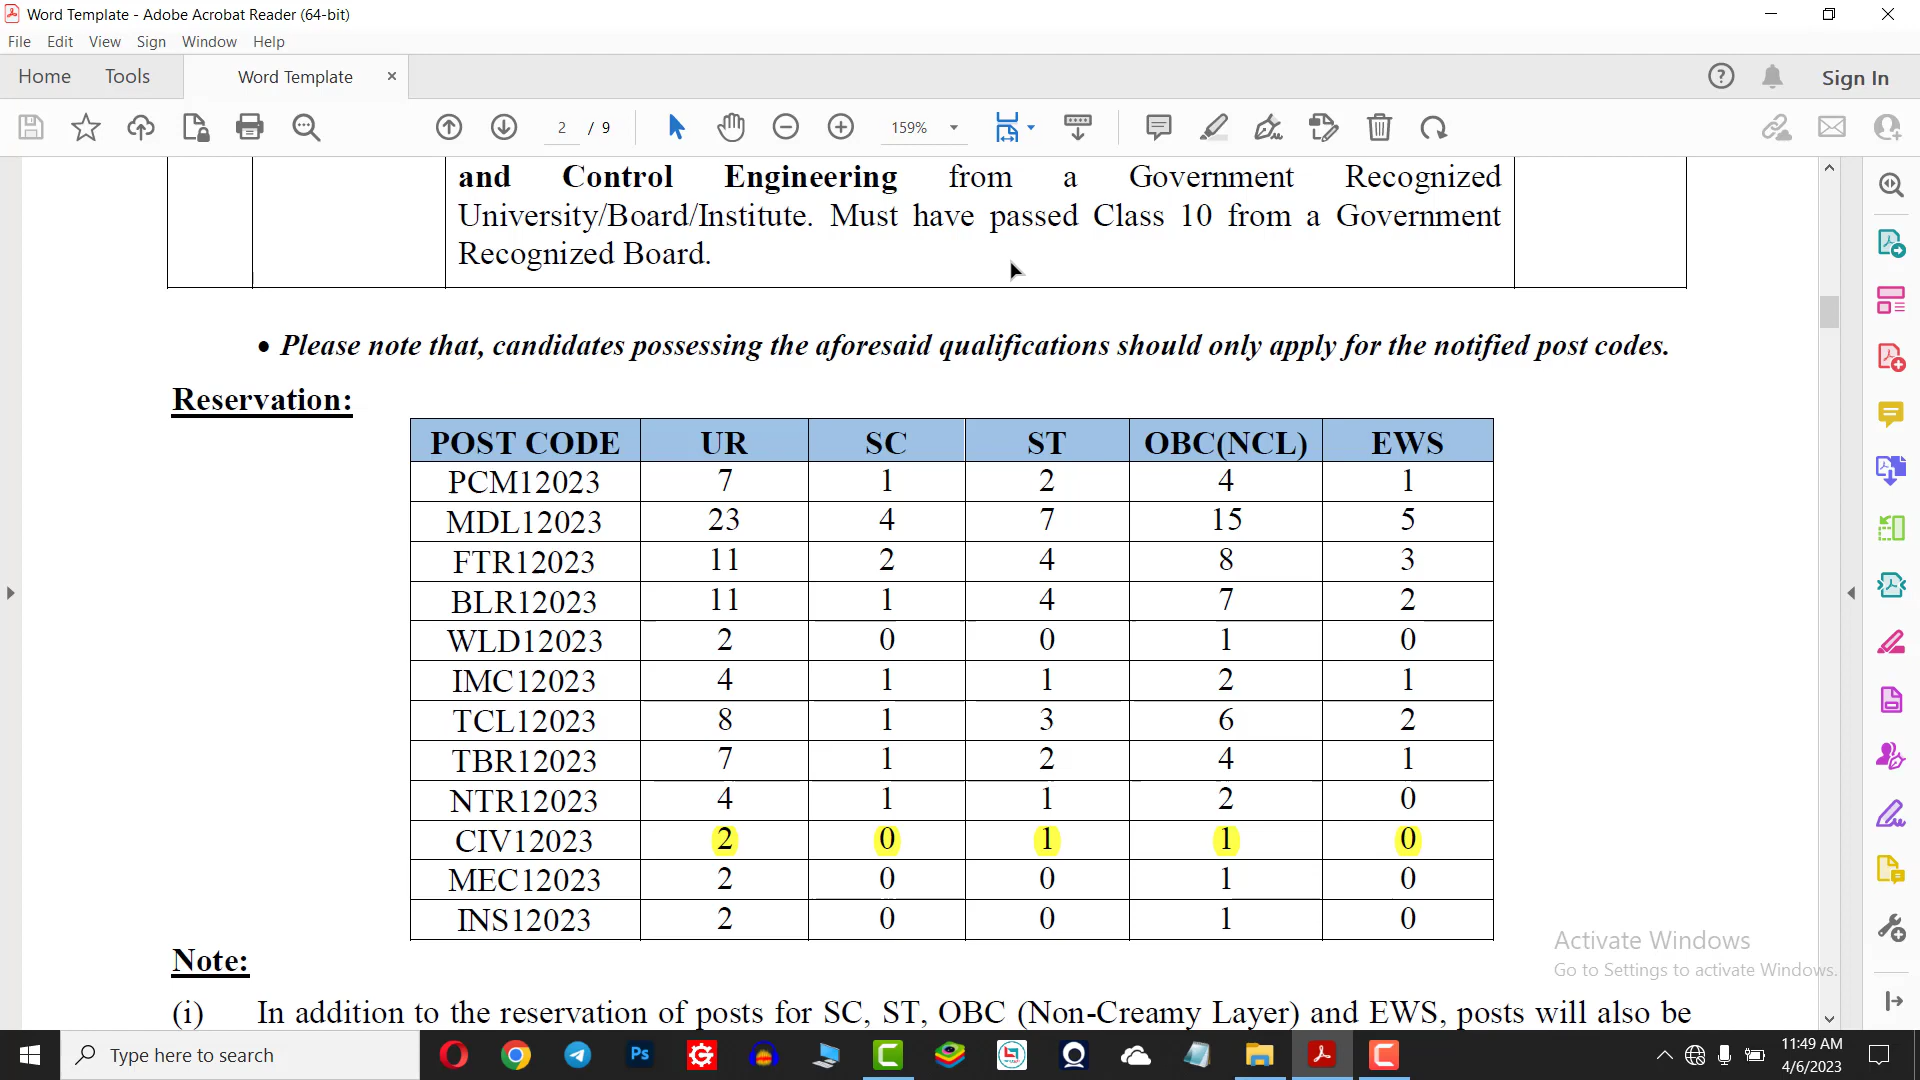 Word Template - Adobe Acrobat Reader (64-bit)
File Edit View Sign Window Help
Home Tools Word Template × Sign In
2 / 9 159%
and Control Engineering from a Government Recognized
University/Board/Institute. Must have passed Class 10 from a Government
Recognized Board.
• Please note that, candidates possessing the aforesaid qualifications should only apply for the notified post codes.
Reservation:
POST CODE UR SC ST OBC(NCL) EWS
PCM12023 7 1 2 4 1
MDL12023 23 4 7 15 5
FTR12023 11 2 4 8 3
BLR12023 11 1 4 7 2
WLD12023 2 0 0 1 0
IMC12023 4 1 1 2 1
TCL12023 8 1 3 6 2
TBR12023 7 1 2 4 1
NTR12023 4 1 1 2 0
CIV12023 2 0 1 1 0
MEC12023 2 0 0 1 0
INS12023 2 0 0 1 0
Note:
(i) In addition to the reservation of posts for SC, ST, OBC (Non-Creamy Layer) and EWS, posts will also be
Activate Windows
Go to Settings to activate Windows.
Type here to search
Ps
11:49 AM
4/6/2023